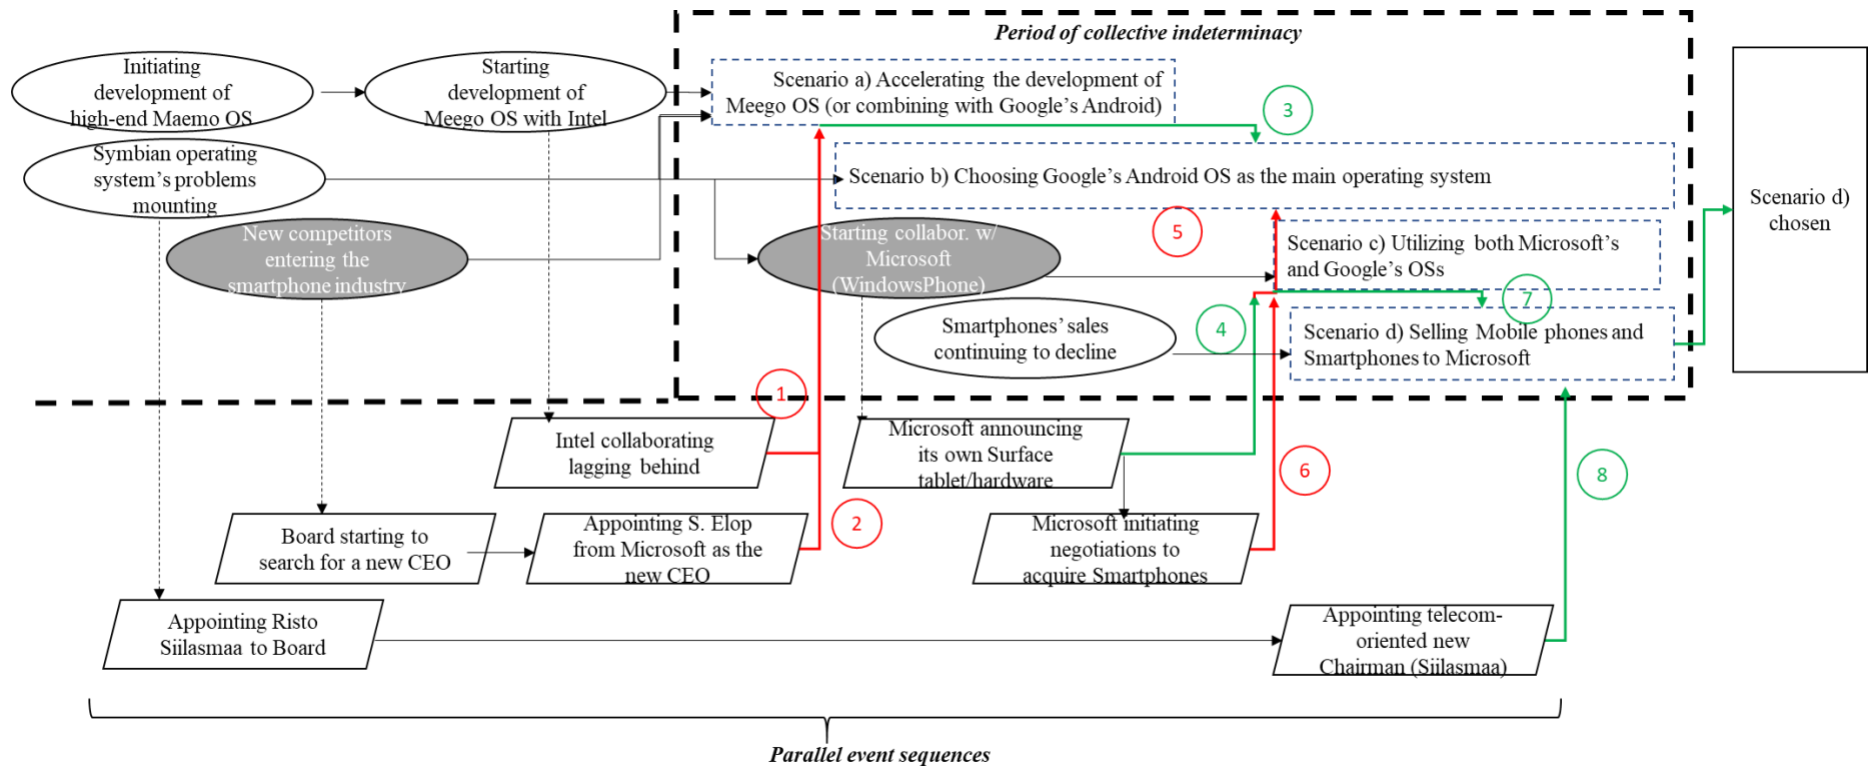 Period of collective indeterminacy
Initiating
development of
high-end Maemo OS
Starting
development of
Meego OS with Intel
Scenario a) Accelerating the development of
Meego OS (or combining with Google's Android)
3
Symbian operating
system's problems
mounting
Scenario b) Choosing Google's Android OS as the main operating system
Scenario d)
chosen
New competitors
entering the
smartphone industry
Starting collabor. w/
Microsoft
(WindowsPhone)
5
Scenario c) Utilizing both Microsoft's
and Google's OSs
7
Smartphones' sales
continuing to decline
4
Scenario d) Selling Mobile phones and
Smartphones to Microsoft
1
Intel collaborating
lagging behind
Microsoft announcing
its own Surface
tablet/hardware
6
8
Board starting to
search for a new CEO
Appointing S. Elop
from Microsoft as the
new CEO
2
Microsoft initiating
negotiations to
acquire Smartphones
Appointing Risto
Siilasmaa to Board
Appointing telecom-
oriented new
Chairman (Siilasmaa)
Parallel event sequences